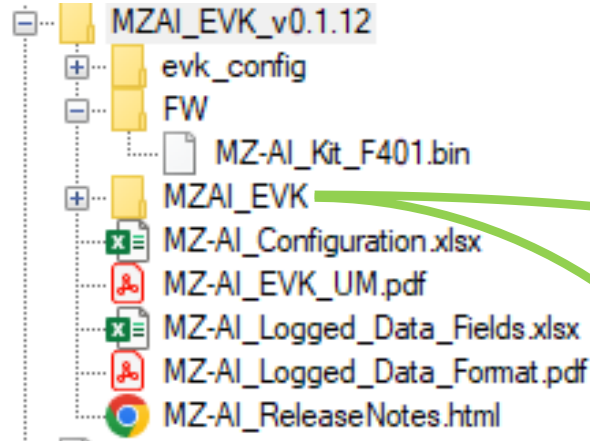 MZAI_EVK_v0.1.12
evk_config
FW
MZ-AI_Kit_F401.bin
MZAI_EVK
MZ-AI_Configuration.xlsx
MZ-AI_EVK_UM.pdf
MZ-AI_Logged_Data_Fields.xlsx
MZ-AI_Logged_Data_Format.pdf
MZ-AI_ReleaseNotes.html